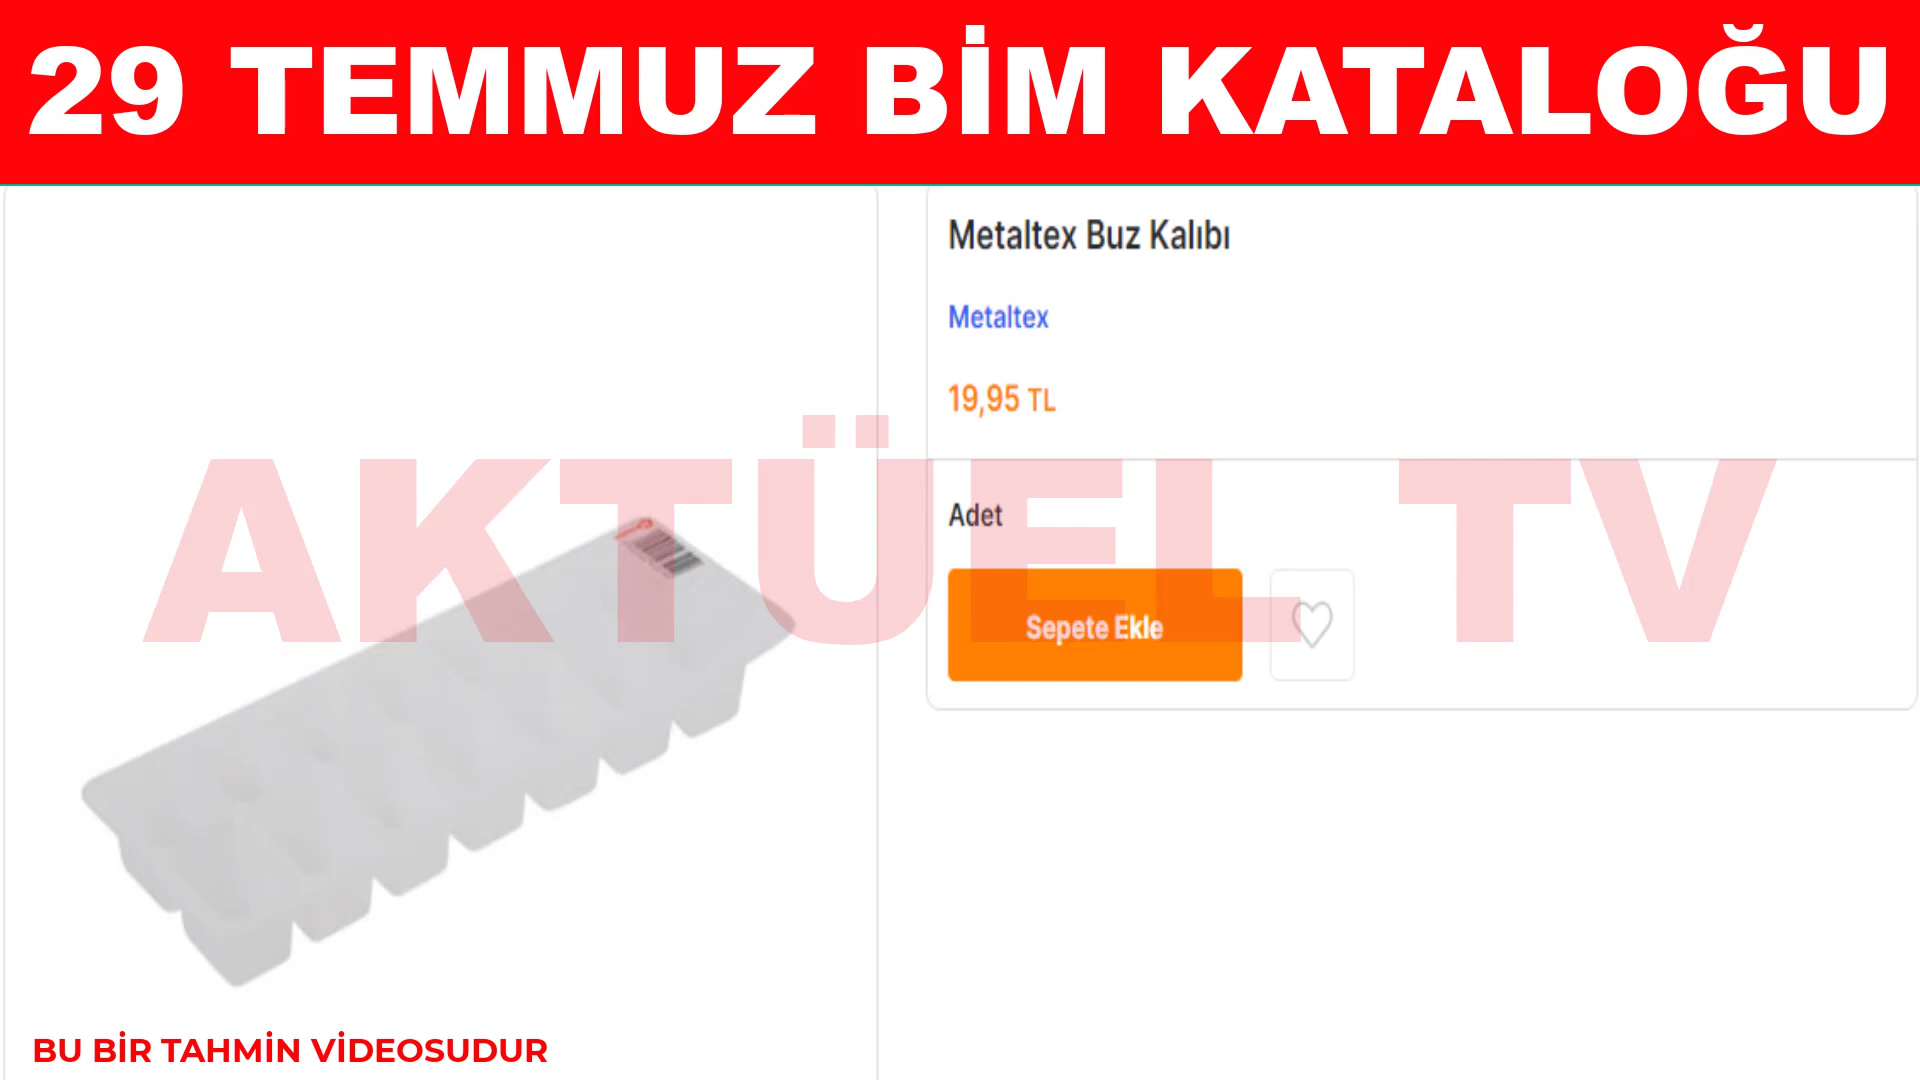 29 TEMMUZ BİM KATALOĞU
Metaltex Buz Kalıbı
Metaltex
19,95 TL
AKTÜEL TV
Adet
Sepete Ekle
BU BİR TAHMİN VİDEOSUDUR